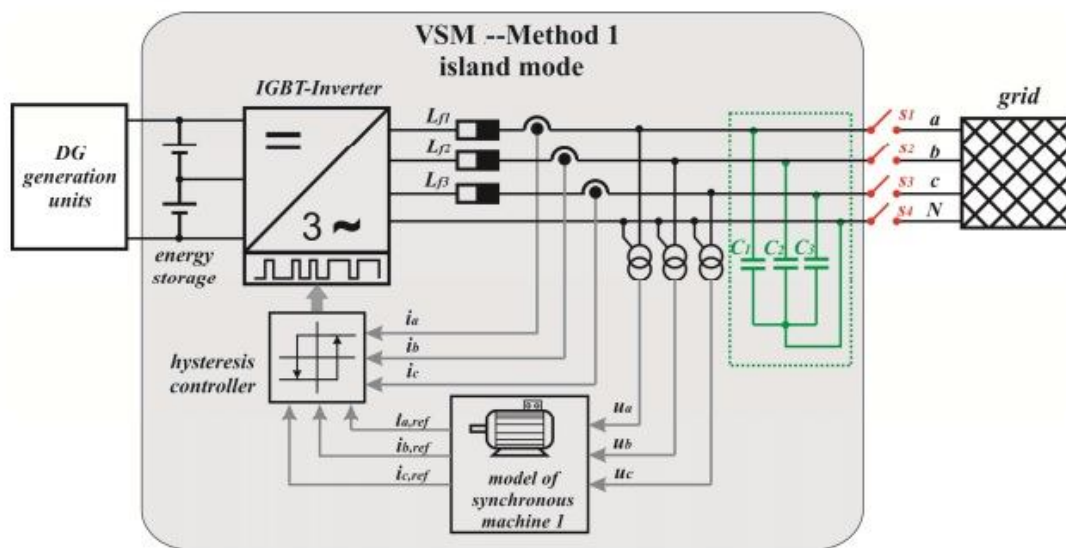 VSM --Method 1
island mode
IGBT-Inverter
grid
DG
generation
units
energy
storage
3 ~
Lf1
Lf2
Lf3
S1
S2
S3
S4
a
b
c
N
C1
C2
C3
hysteresis
controller
ia
ib
ic
ia,ref
ib,ref
ic,ref
ua
ub
uc
model of
synchronous
machine 1